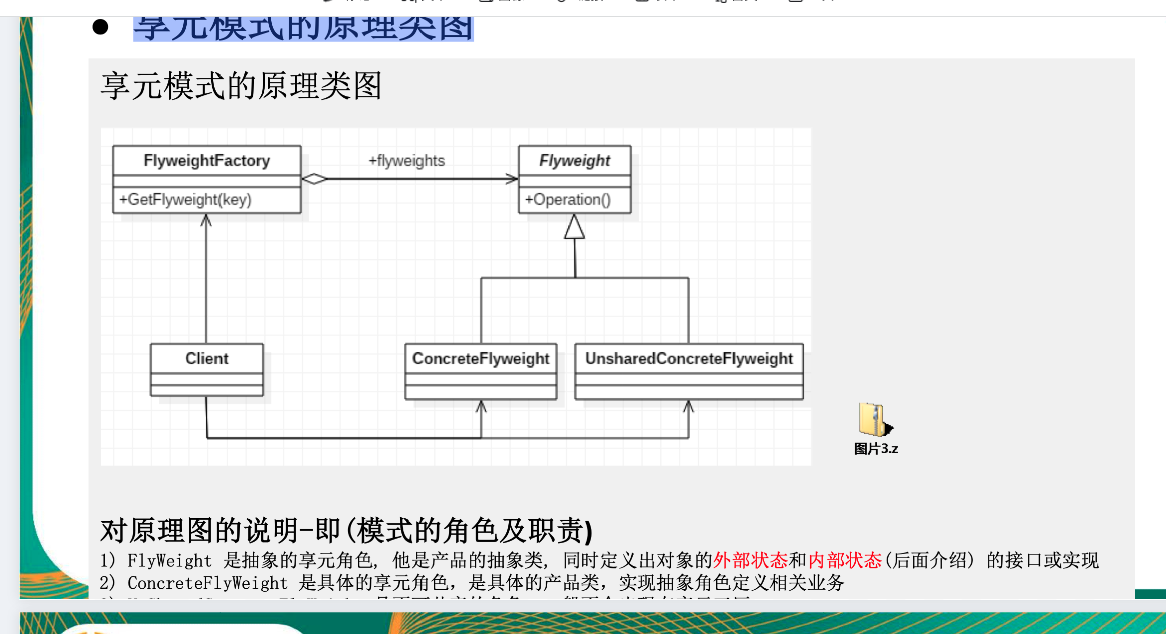 享元模式的原理类图
享元模式的原理类图
FlyweightFactory
+flyweights
Flyweight
+GetFlyweight(key)
+Operation()
Client
ConcreteFlyweight
UnsharedConcreteFlyweight
图片3.z
对原理图的说明-即(模式的角色及职责)
1) FlyWeight 是抽象的享元角色, 他是产品的抽象类, 同时定义出对象的外部状态和内部状态(后面介绍) 的接口或实现
2) ConcreteFlyWeight 是具体的享元角色，是具体的产品类，实现抽象角色定义相关业务